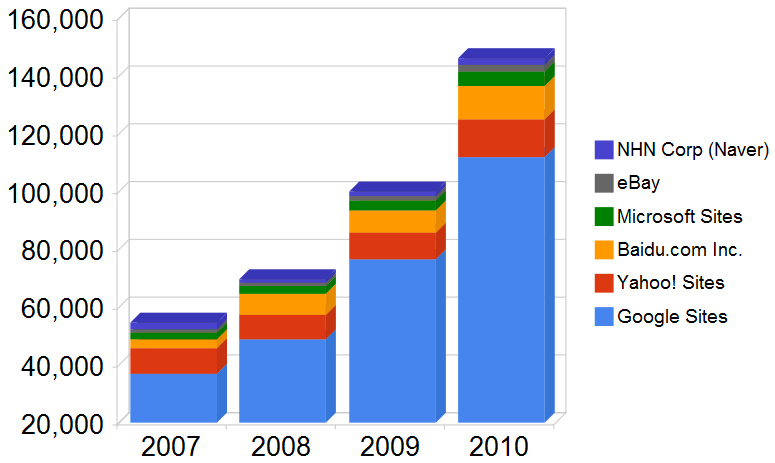 160,000
140,000
120,000
100,000
80,000
60,000
40,000
20,000
2007
2008
2009
2010
NHN Corp (Naver)
eBay
Microsoft Sites
Baidu.com Inc.
Yahoo! Sites
Google Sites